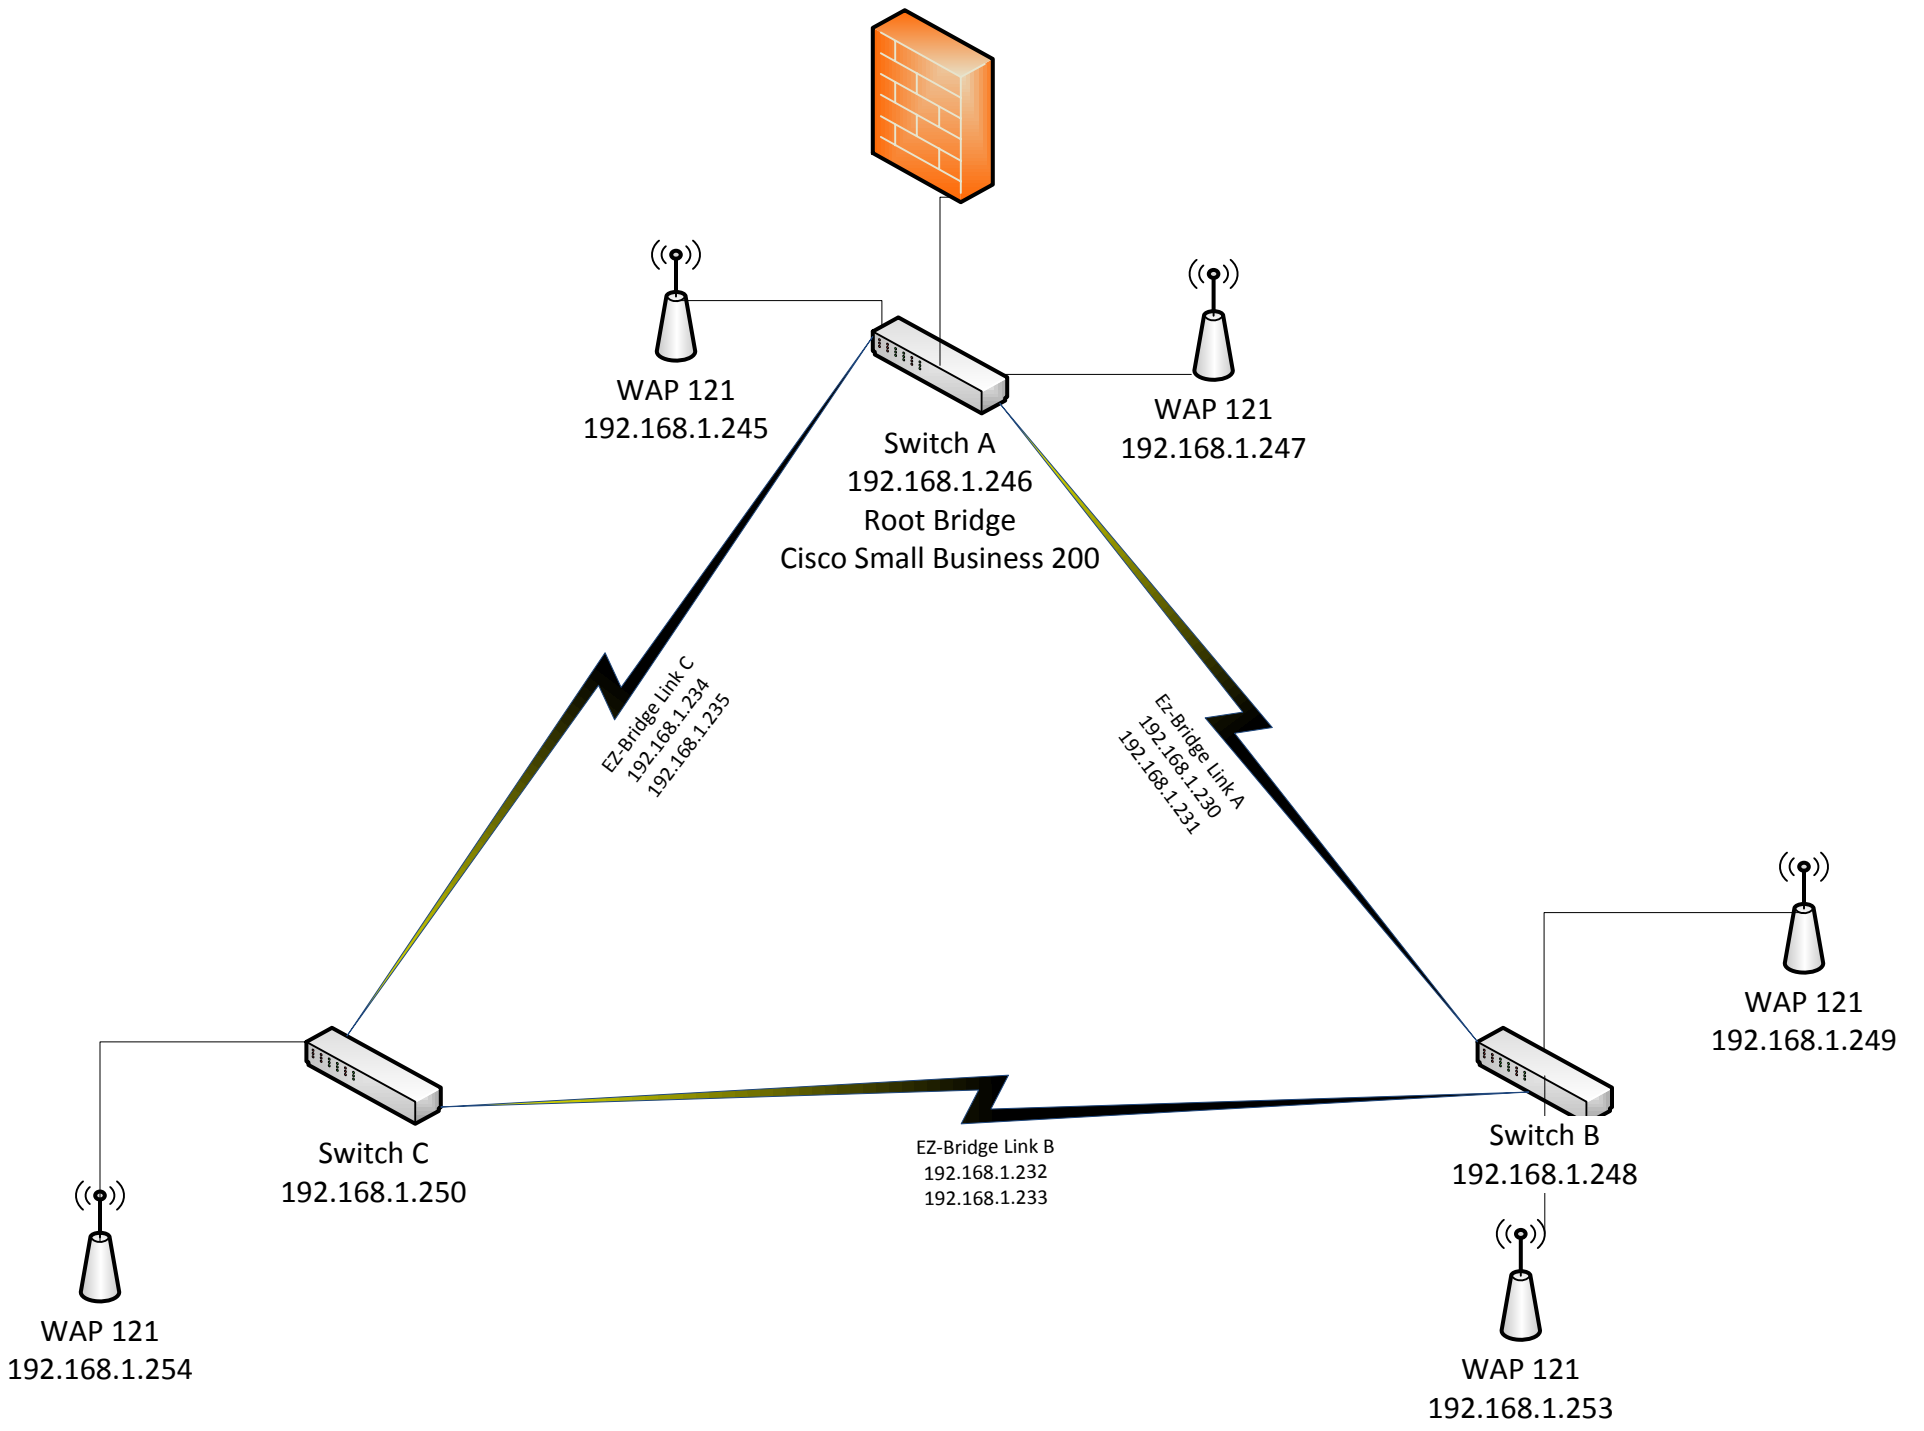 WAP 121
192.168.1.245
WAP 121
192.168.1.247
Switch A
192.168.1.246
Root Bridge
Cisco Small Business 200
EZ-Bridge Link C
192.168.1.234
192.168.1.235
Ez-Bridge Link A
192.168.1.230
192.168.1.231
WAP 121
192.168.1.249
Switch C
192.168.1.250
EZ-Bridge Link B
192.168.1.232
192.168.1.233
Switch B
192.168.1.248
WAP 121
192.168.1.254
WAP 121
192.168.1.253